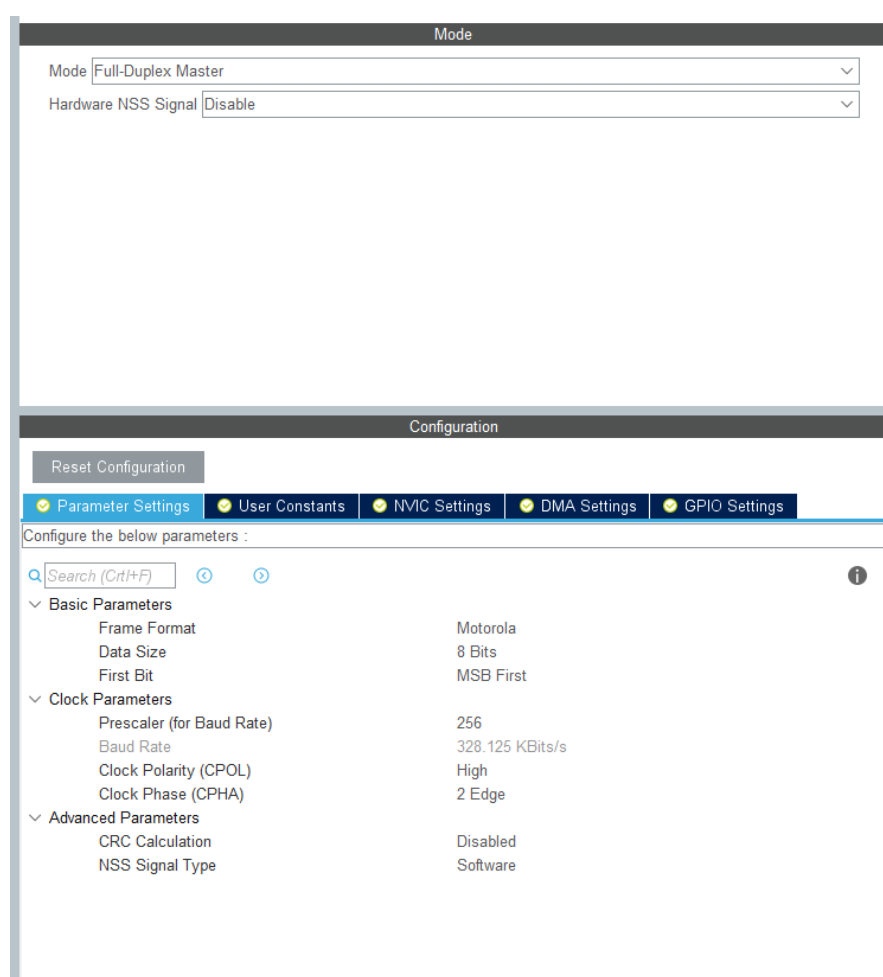 Mode
Mode Full-Duplex Master
Hardware NSS Signal Disable
Configuration
Reset Configuration
Parameter Settings User Constants NVIC Settings DMA Settings GPIO Settings
Configure the below parameters :
Search (Crtl+F)
Basic Parameters
Frame Format Motorola
Data Size 8 Bits
First Bit MSB First
Clock Parameters
Prescaler (for Baud Rate) 256
Baud Rate 328.125 KBits/s
Clock Polarity (CPOL) High
Clock Phase (CPHA) 2 Edge
Advanced Parameters
CRC Calculation Disabled
NSS Signal Type Software